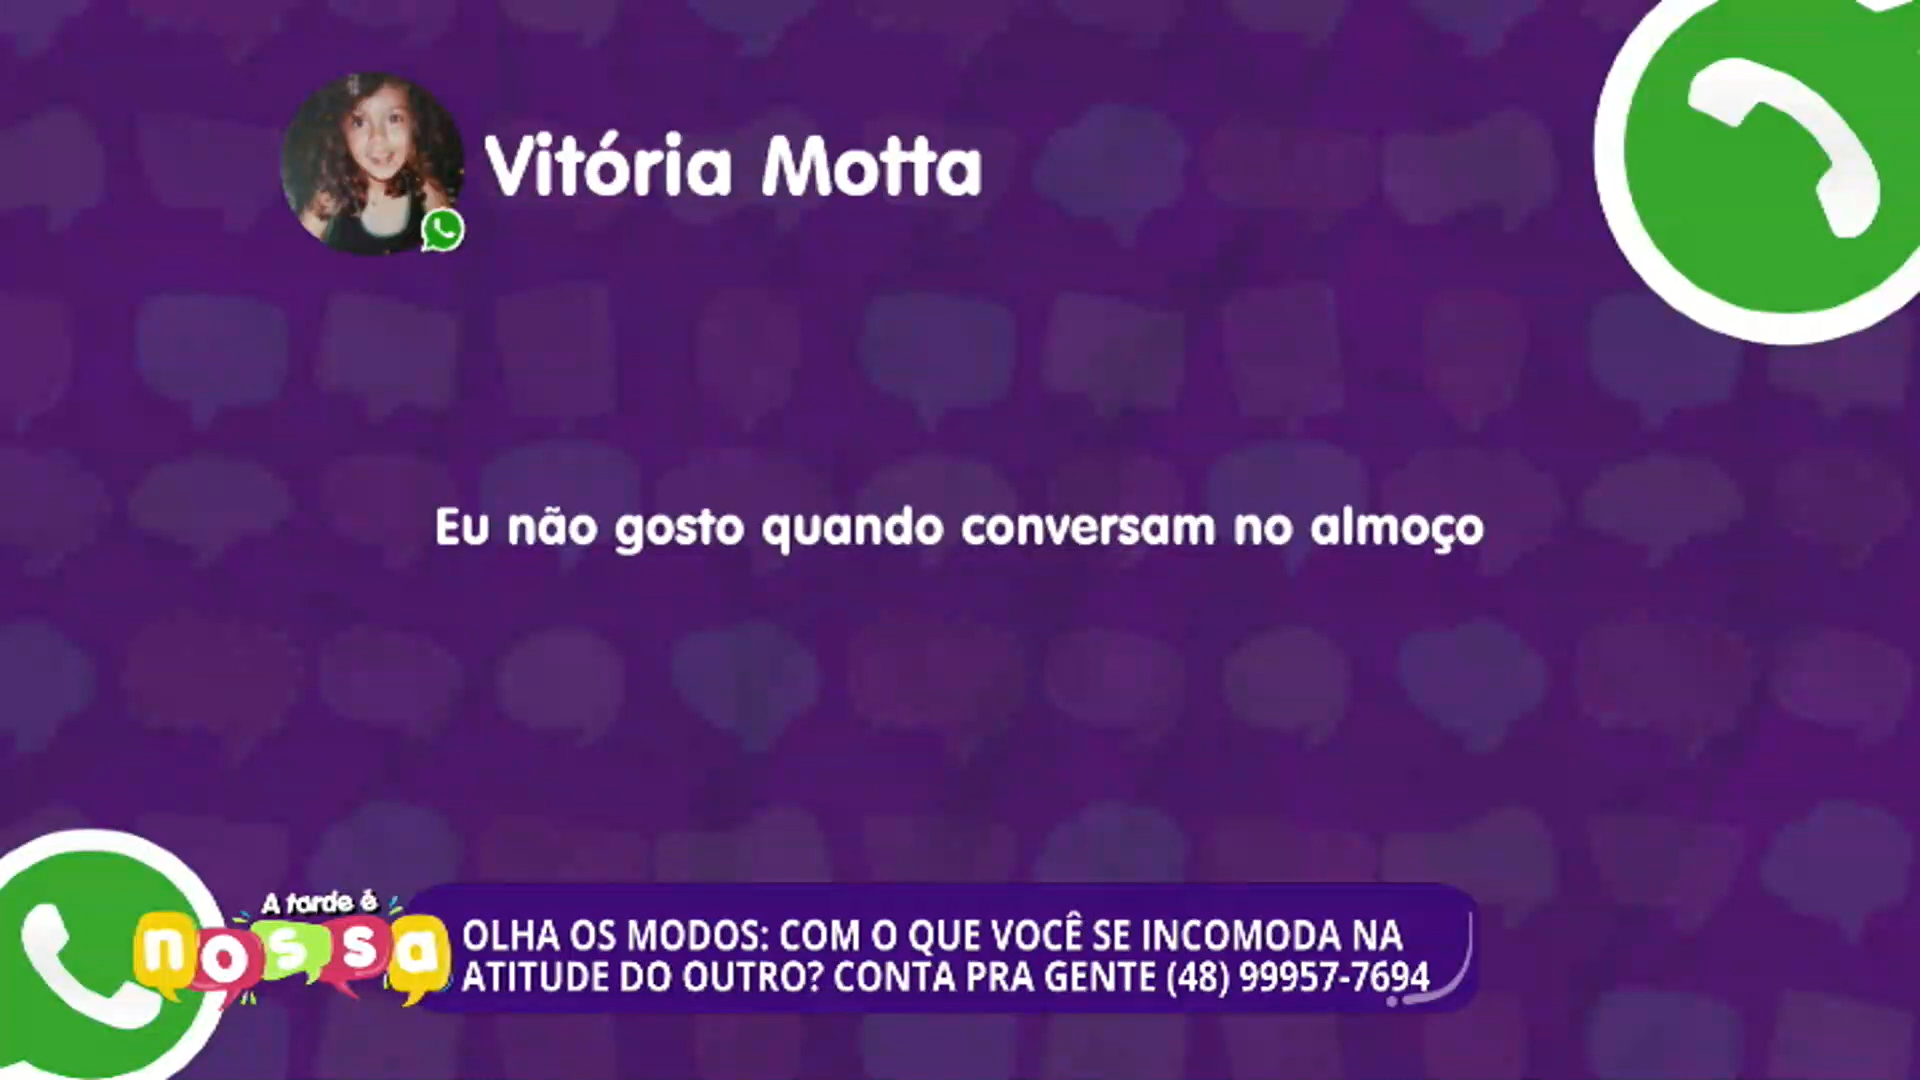 Vitória Motta
Eu não gosto quando conversam no almoço
A tarde é
nossa
OLHA OS MODOS: COM O QUE VOCÊ SE INCOMODA NA
ATITUDE DO OUTRO? CONTA PRA GENTE (48) 99957-7694